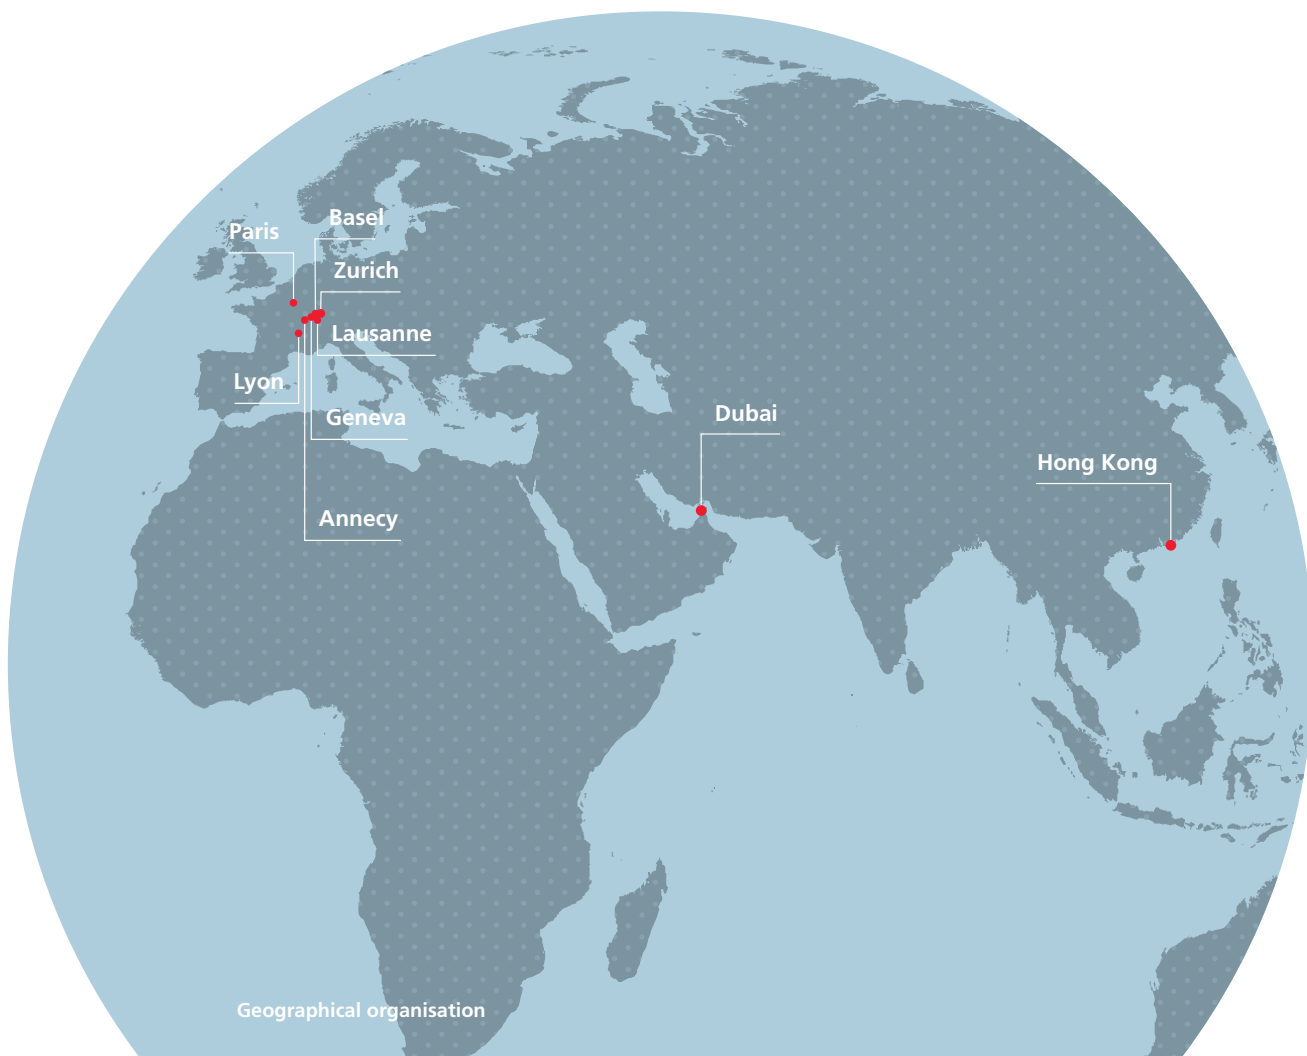 Basel
Paris
Zurich
Lausanne
Lyon
Geneva
Dubai
Hong Kong
Annecy
Geographical organisation